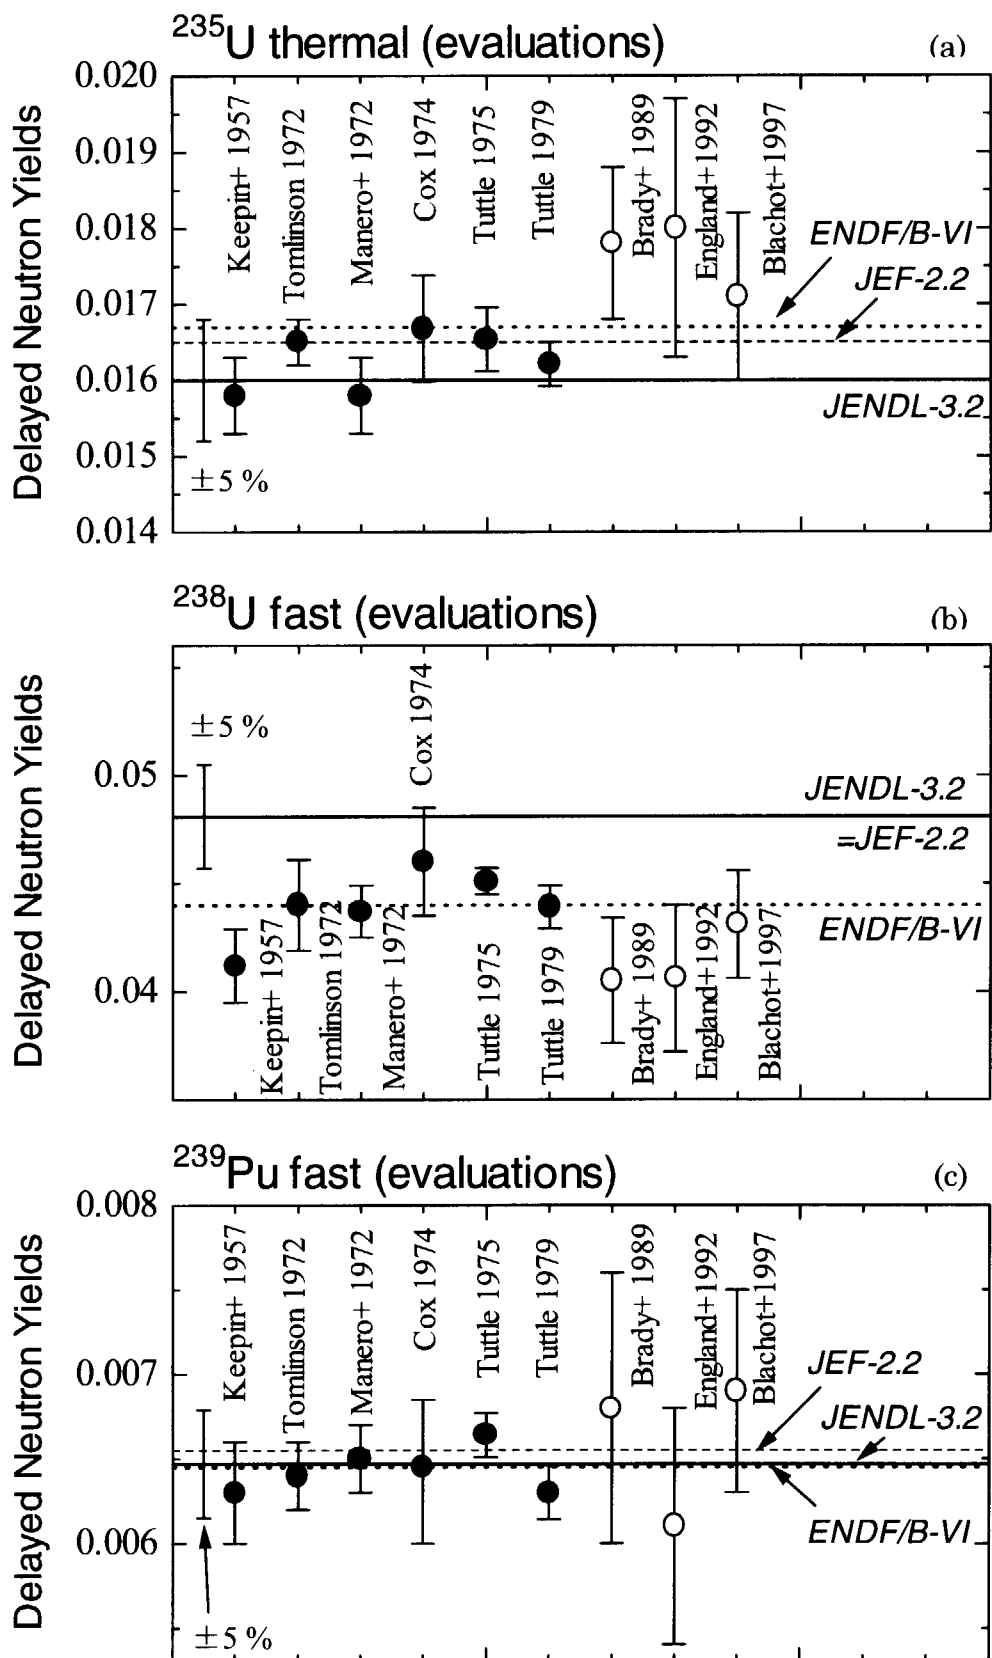 235U thermal (evaluations)
(a)
Delayed Neutron Yields
0.020
0.019
0.018
0.017
0.016
0.015
0.014
Keepin+ 1957
Tomlinson 1972
Manero+ 1972
Cox 1974
Tuttle 1975
Tuttle 1979
Brady+ 1989
England+1992
Blachot+1997
ENDF/B-VI
JEF-2.2
JENDL-3.2
±5 %
238U fast (evaluations)
(b)
Delayed Neutron Yields
0.05
0.04
±5 %
Cox 1974
JENDL-3.2
=JEF-2.2
ENDF/B-VI
Keepin+ 1957
Tomlinson 1972
Manero+ 1972
Tuttle 1975
Tuttle 1979
Brady+ 1989
England+1992
Blachot+1997
239Pu fast (evaluations)
(c)
Delayed Neutron Yields
0.008
0.007
0.006
Keepin+ 1957
Tomlinson 1972
Manero+ 1972
Cox 1974
Tuttle 1975
Tuttle 1979
Brady+ 1989
England+1992
Blachot+1997
JEF-2.2
JENDL-3.2
ENDF/B-VI
±5 %